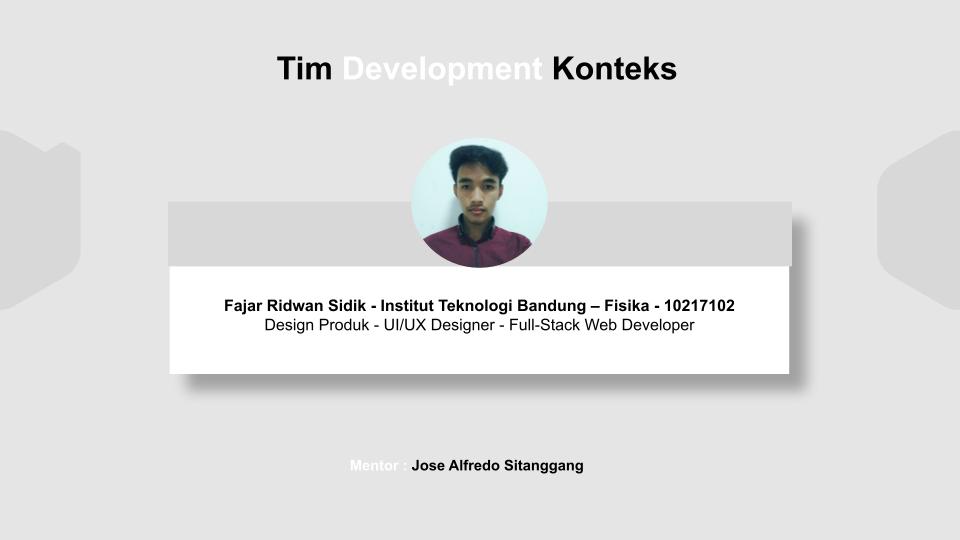 Tim Development Konteks
Fajar Ridwan Sidik - Institut Teknologi Bandung – Fisika - 10217102
Design Produk - UI/UX Designer - Full-Stack Web Developer
Mentor : Jose Alfredo Sitanggang